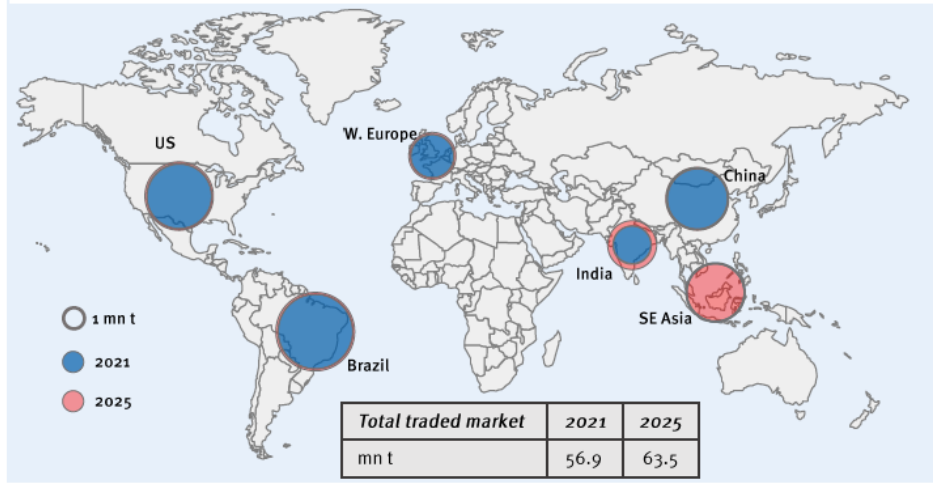 US
W. Europe
China
India
SE Asia
Brazil
1 mn t
2021
2025
Total traded market 2021 2025
mn t 56.9 63.5